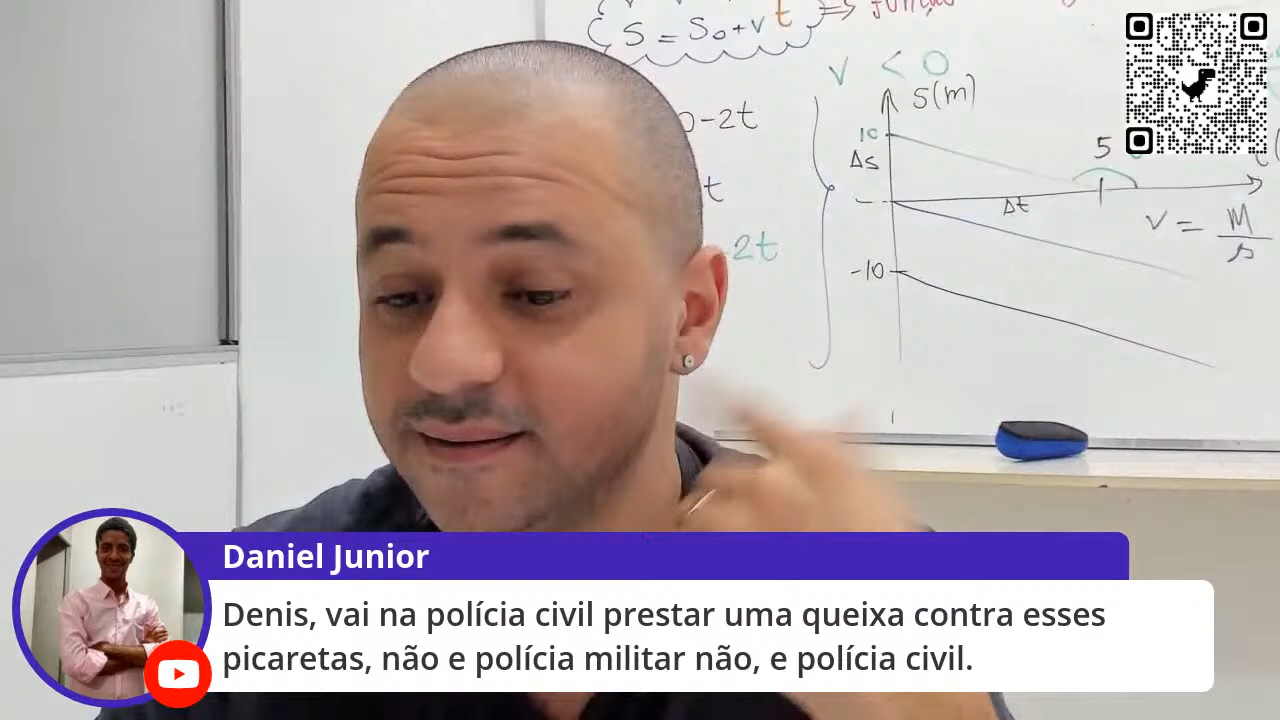 S = S₀ + v t ⇒
v < 0
S(m)
0-2t
10
Δs
5
t
Δt
v = M/s
2t
-10
Daniel Junior
Denis, vai na polícia civil prestar uma queixa contra esses
picaretas, não e polícia militar não, e polícia civil.